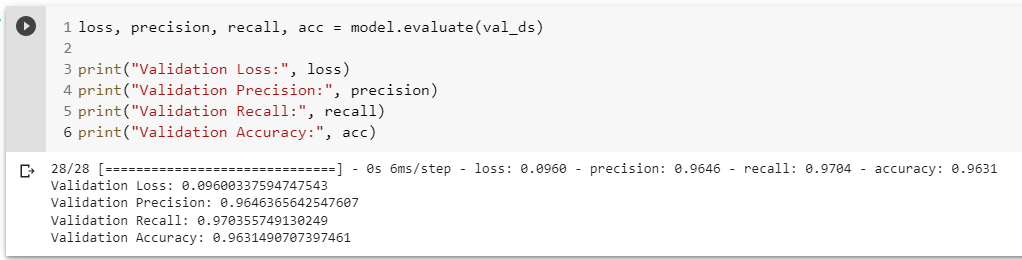 1 loss, precision, recall, acc = model.evaluate(val_ds)
2
3 print("Validation Loss:", loss)
4 print("Validation Precision:", precision)
5 print("Validation Recall:", recall)
6 print("Validation Accuracy:", acc)
28/28 [==============================] - 0s 6ms/step - loss: 0.0960 - precision: 0.9646 - recall: 0.9704 - accuracy: 0.9631
Validation Loss: 0.09600337594747543
Validation Precision: 0.9646365642547607
Validation Recall: 0.970355749130249
Validation Accuracy: 0.9631490707397461